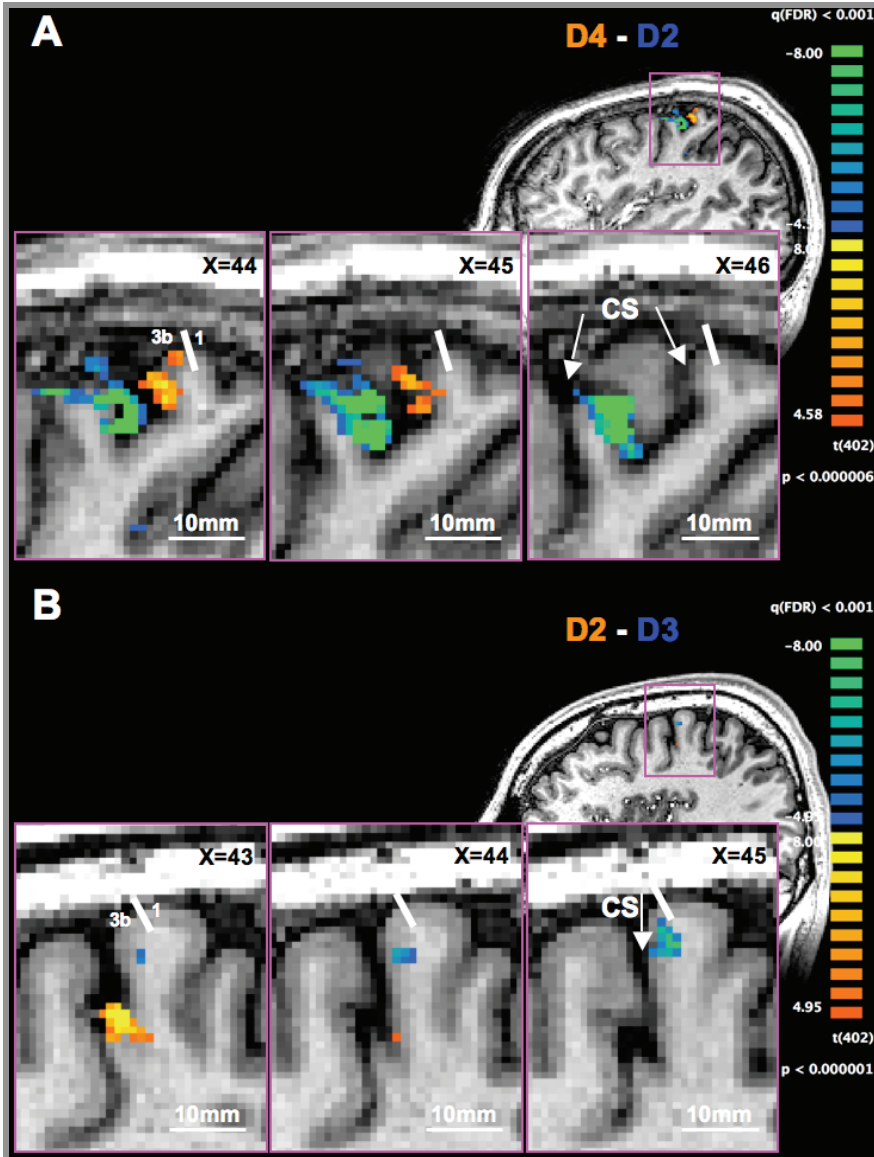 A
D4 - D2
q(FDR) < 0.001
-8.00
8.
4.58
t(402)
p < 0.000006
X=44
3b
1
10mm
X=45
10mm
X=46
CS
10mm
B
D2 - D3
q(FDR) < 0.001
-8.00
8.00
4.95
t(402)
p < 0.000001
X=43
3b
1
10mm
X=44
10mm
X=45
CS
10mm